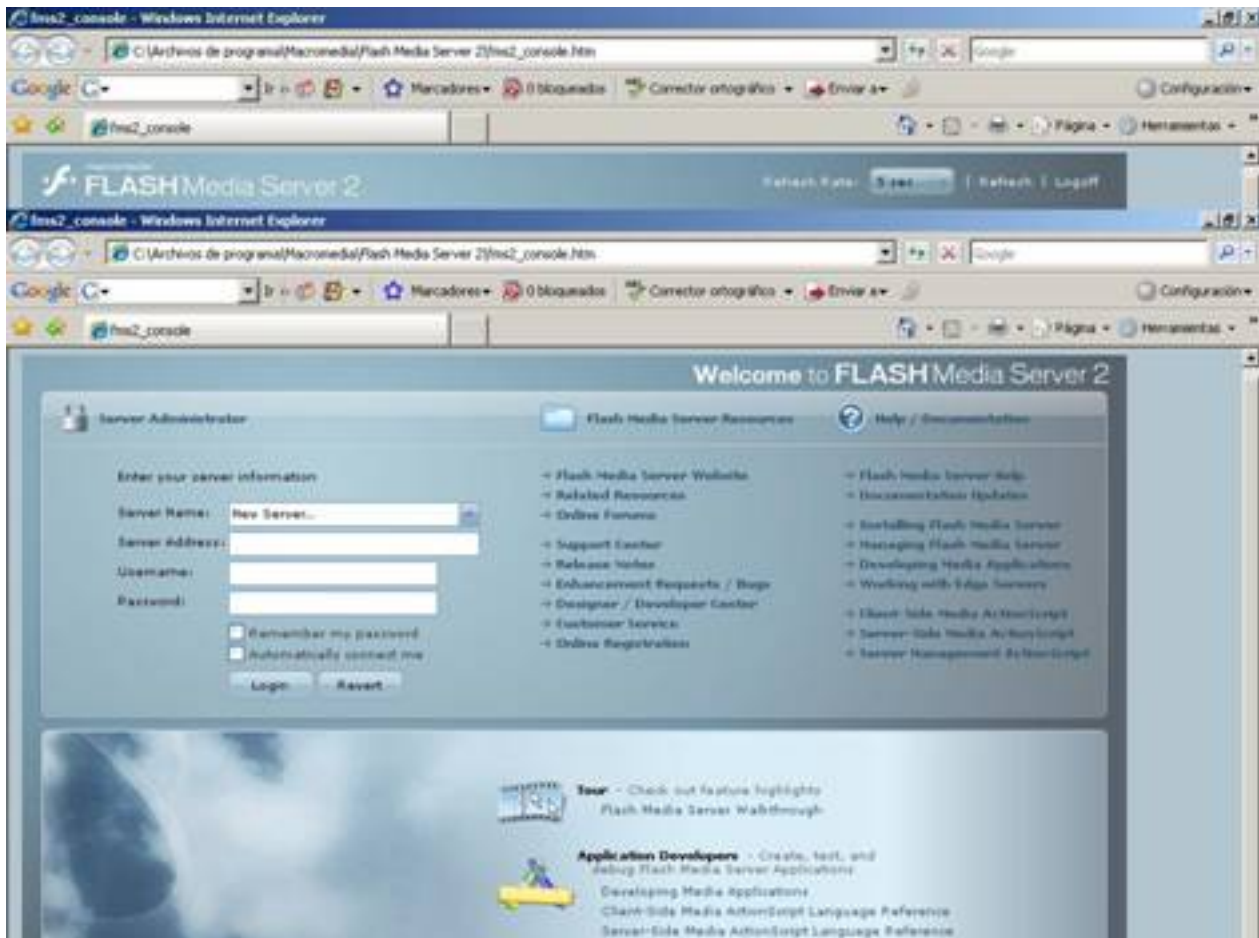 fms2_console - Windows Internet Explorer
C:\Archivos de programa\Macromedia\Flash Media Server 2\fms2_console.htm
Google
Google G Ir Marcadores 0 bloqueados Corrector ortográfico Enviar a Configuración
fms2_console Página Herramientas
macromedia
FLASH Media Server 2
Refresh Rate: 5 sec | Refresh | Logoff
fms2_console - Windows Internet Explorer
C:\Archivos de programa\Macromedia\Flash Media Server 2\fms2_console.htm
Google
Google G Ir Marcadores 0 bloqueados Corrector ortográfico Enviar a Configuración
fms2_console Página Herramientas
Welcome to FLASH Media Server 2
Server Administrator
Enter your server information
Server Name: New Server...
Server Address:
Username:
Password:
Remember my password
Automatically connect me
Login Revert
Flash Media Server Resources
Flash Media Server Website
Related Resources
Online Forums
Support Center
Release Notes
Enhancement Requests / Bugs
Designer / Developer Center
Customer Service
Online Registration
Help / Documentation
Flash Media Server Help
Documentation Updates
Installing Flash Media Server
Managing Flash Media Server
Developing Media Applications
Working with Edge Servers
Client-Side Media ActionScript
Server-Side Media ActionScript
Server Management ActionScript
Tour - Check out feature highlights
Flash Media Server Walkthrough
Application Developers - Create, test, and
debug Flash Media Server Applications
Developing Media Applications
Client-Side Media ActionScript Language Reference
Server-Side Media ActionScript Language Reference